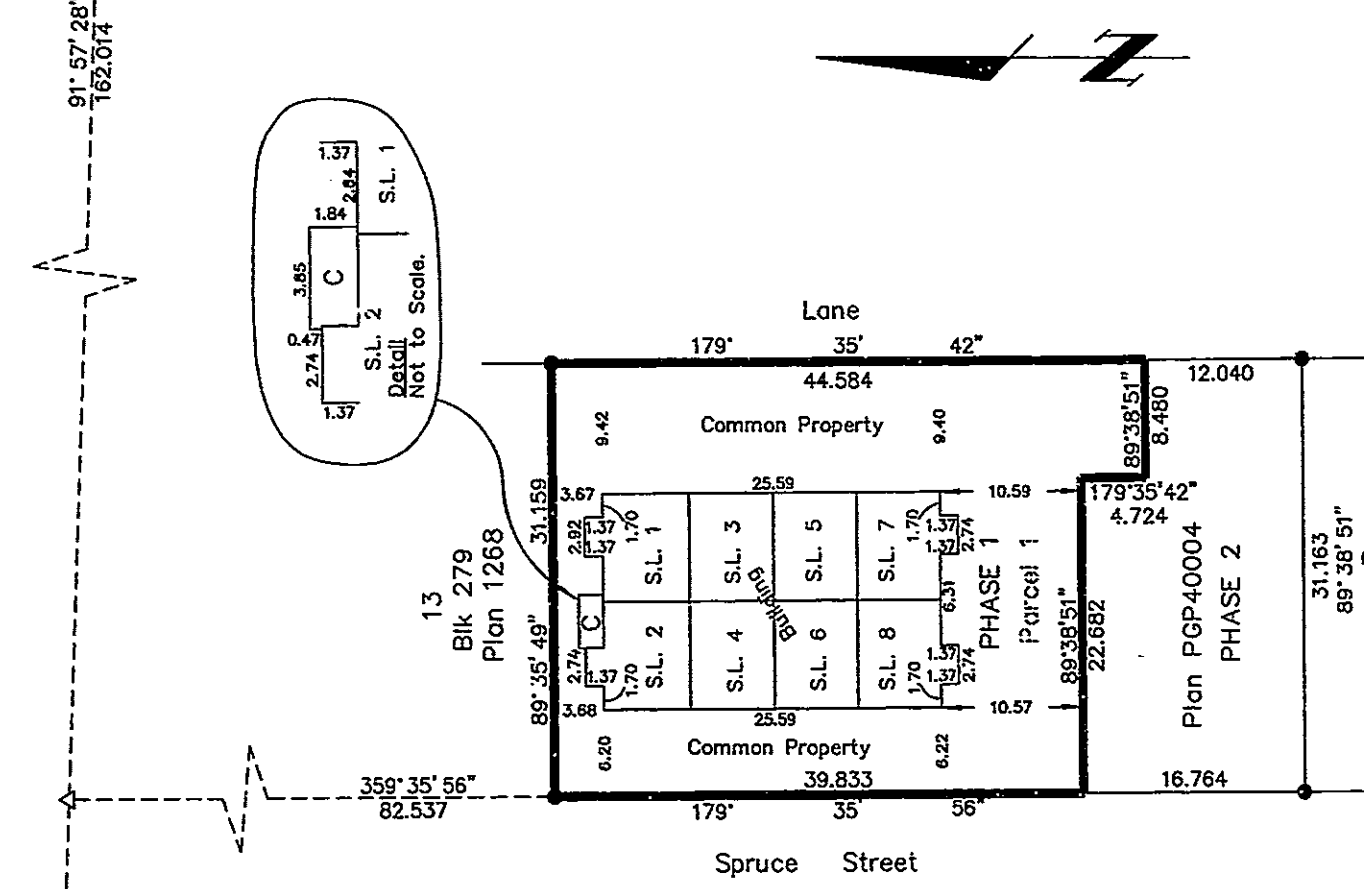 91° 57' 28"
162.014
N
1.37
2.64
S.L. 1
1.84
C
3.85
0.47
2.74
S.L. 2
1.37
Detail
Not to Scale.
Lane
179° 35' 42"
44.584
12.040
Common Property
9.42
9.40
89°38'51"
8.480
31.159
3.67
25.59
10.59
179°35'42"
4.724
2.92
1.37
1.37
1.70
S.L. 1
S.L. 3
S.L. 5
S.L. 7
1.70
1.37
1.37
2.74
13
Blk 279
Plan 1268
Building
6.31
PHASE 1
Parcel 1
89°38'51"
22.682
Plan PGP40004
PHASE 2
31.163
89° 38' 51"
C
89° 35' 49"
2.74
1.37
1.70
S.L. 2
S.L. 4
S.L. 6
S.L. 8
1.70
1.37
1.37
2.74
3.68
25.59
10.57
6.20
Common Property
6.22
359° 35' 56"
82.537
39.833
179° 35' 56"
16.764
Spruce Street